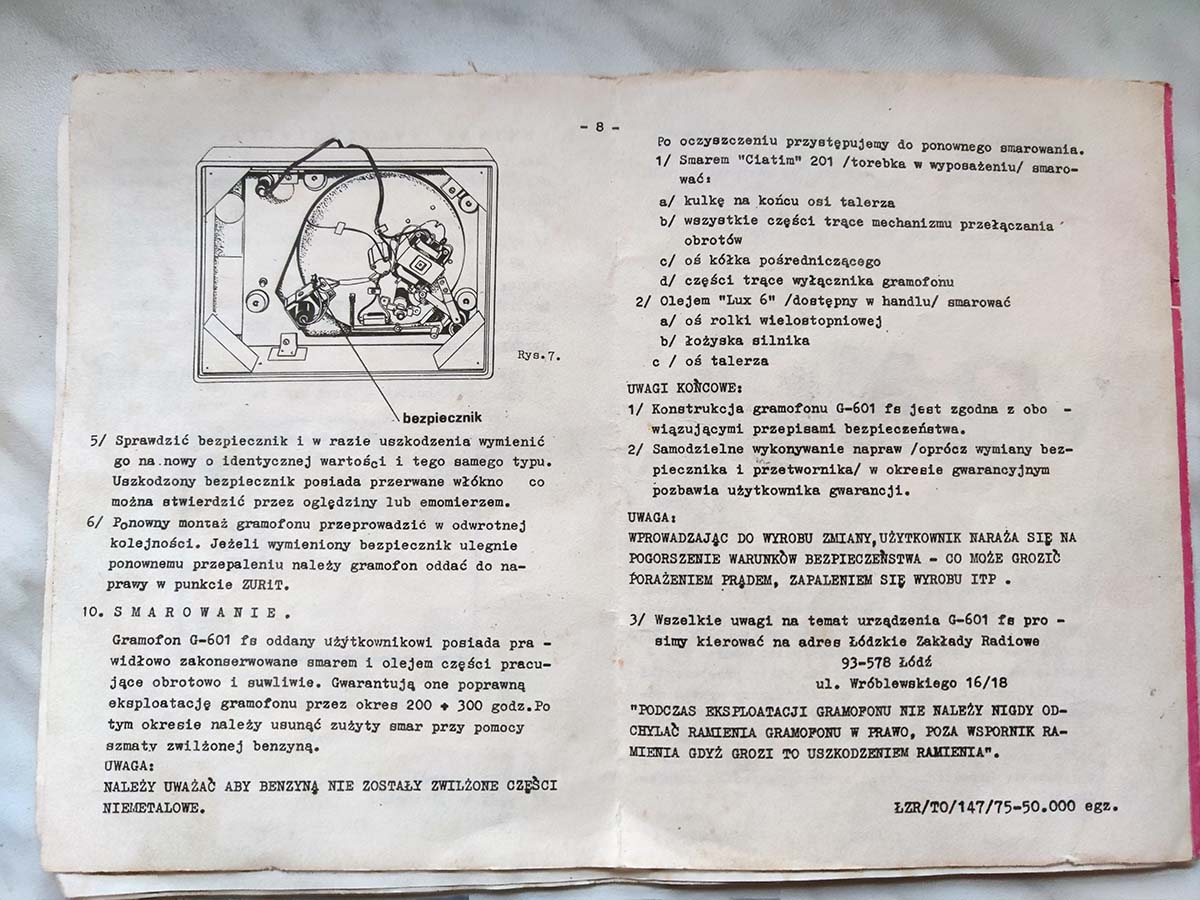 - 8 -
Rys.7.
bezpiecznik
5/ Sprawdzić bezpiecznik i w razie uszkodzenia wymienić
go na nowy o identycznej wartości i tego samego typu.
Uszkodzony bezpiecznik posiada przerwane włókno co
można stwierdzić przez oględziny lub emomierzem.
6/ Ponowny montaż gramofonu przeprowadzić w odwrotnej
kolejności. Jeżeli wymieniony bezpiecznik ulegnie
ponownemu przepaleniu należy gramofon oddać do na-
prawy w punkcie ZURiT.
10. S M A R O W A N I E .
Gramofon G-601 fs oddany użytkownikowi posiada pra -
widłowo zakonserwowane smarem i olejem części pracu-
jące obrotowo i suwliwie. Gwarantują one poprawną
eksploatację gramofonu przez okres 200 ÷ 300 godz.Po
tym okresie należy usunąć zużyty smar przy pomocy
szmaty zwilżonej benzyną.
UWAGA:
NALEŻY UWAŻAĆ ABY BENZYNĄ NIE ZOSTAŁY ZWILŻONE CZĘŚCI
NIEMETALOWE.
Po oczyszczeniu przystępujemy do ponownego smarowania.
1/ Smarem "Ciatim" 201 /torebka w wyposażeniu/ smaro-
wać:
a/ kulkę na końcu osi talerza
b/ wszystkie części trące mechanizmu przełączania
obrotów
c/ oś kółka pośredniczącego
d/ części trące wyłącznika gramofonu
2/ Olejem "Lux 6" /dostępny w handlu/ smarować
a/ oś rolki wielostopniowej
b/ łożyska silnika
c / oś talerza
UWAGI KOŃCOWE:
1/ Konstrukcja gramofonu G-601 fs jest zgodna z obo -
wiązującymi przepisami bezpieczeństwa.
2/ Samodzielne wykonywanie napraw /oprócz wymiany bez-
piecznika i przetwornika/ w okresie gwarancyjnym
pozbawia użytkownika gwarancji.
UWAGA:
WPROWADZAJĄC DO WYROBU ZMIANY,UŻYTKOWNIK NARAŻA SIĘ NA
POGORSZENIE WARUNKÓW BEZPIECZEŃSTWA - CO MOŻE GROZIĆ
PORAŻENIEM PRĄDEM, ZAPALENIEM SIĘ WYROBU ITP .
3/ Wszelkie uwagi na temat urządzenia G-601 fs pro -
simy kierować na adres Łódzkie Zakłady Radiowe
93-578 Łódź
ul. Wróblewskiego 16/18
"PODCZAS EKSPLOATACJI GRAMOFONU NIE NALEŻY NIGDY OD-
CHYLAĆ RAMIENIA GRAMOFONU W PRAWO, POZA WSPORNIK RA-
MIENIA GDYŻ GROZI TO USZKODZENIEM RAMIENIA".
ŁZR/TO/147/75-50.000 egz.